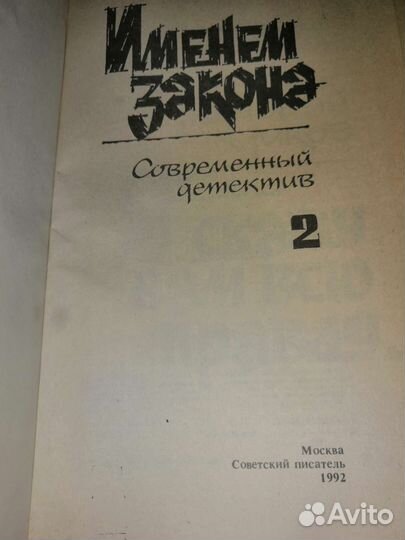 Именем
закона
Современный
детектив
2
Москва
Советский писатель
1992
Avito